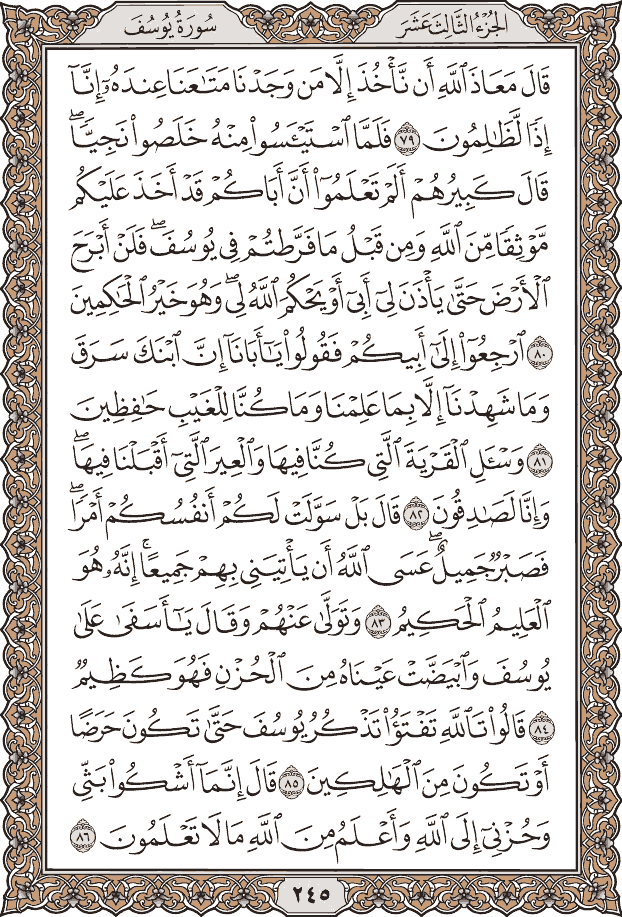 الجُزْءُ الثَّالِثَ عَشَرَ
سُورَةُ يُوسُفَ
قَالَ مَعَاذَ ٱللَّهِ أَن نَّأْخُذَ إِلَّا مَن وَجَدْنَا مَتَٰعَنَا عِندَهُۥٓ إِنَّآ
إِذًا لَّظَٰلِمُونَ ٧٩ فَلَمَّا ٱسْتَيْـَٔسُوا۟ مِنْهُ خَلَصُوا۟ نَجِيًّا ۖ
قَالَ كَبِيرُهُمْ أَلَمْ تَعْلَمُوٓا۟ أَنَّ أَبَاكُمْ قَدْ أَخَذَ عَلَيْكُم
مَّوْثِقًا مِّنَ ٱللَّهِ وَمِن قَبْلُ مَا فَرَّطتُمْ فِى يُوسُفَ ۖ فَلَنْ أَبْرَحَ
ٱلْأَرْضَ حَتَّىٰ يَأْذَنَ لِىٓ أَبِىٓ أَوْ يَحْكُمَ ٱللَّهُ لِى ۖ وَهُوَ خَيْرُ ٱلْحَٰكِمِينَ
٨٠ ٱرْجِعُوٓا۟ إِلَىٰٓ أَبِيكُمْ فَقُولُوا۟ يَٰٓأَبَانَآ إِنَّ ٱبْنَكَ سَرَقَ
وَمَا شَهِدْنَآ إِلَّا بِمَا عَلِمْنَا وَمَا كُنَّا لِلْغَيْبِ حَٰفِظِينَ
٨١ وَسْـَٔلِ ٱلْقَرْيَةَ ٱلَّتِى كُنَّا فِيهَا وَٱلْعِيرَ ٱلَّتِىٓ أَقْبَلْنَا فِيهَا ۖ
وَإِنَّا لَصَٰدِقُونَ ٨٢ قَالَ بَلْ سَوَّلَتْ لَكُمْ أَنفُسُكُمْ أَمْرًا ۖ
فَصَبْرٌ جَمِيلٌ ۖ عَسَى ٱللَّهُ أَن يَأْتِيَنِى بِهِمْ جَمِيعًا ۚ إِنَّهُۥ هُوَ
ٱلْعَلِيمُ ٱلْحَكِيمُ ٨٣ وَتَوَلَّىٰ عَنْهُمْ وَقَالَ يَٰٓأَسَفَىٰ عَلَىٰ
يُوسُفَ وَٱبْيَضَّتْ عَيْنَاهُ مِنَ ٱلْحُزْنِ فَهُوَ كَظِيمٌ
٨٤ قَالُوا۟ تَٱللَّهِ تَفْتَؤُا۟ تَذْكُرُ يُوسُفَ حَتَّىٰ تَكُونَ حَرَضًا
أَوْ تَكُونَ مِنَ ٱلْهَٰلِكِينَ ٨٥ قَالَ إِنَّمَآ أَشْكُوا۟ بَثِّى
وَحُزْنِىٓ إِلَى ٱللَّهِ وَأَعْلَمُ مِنَ ٱللَّهِ مَا لَا تَعْلَمُونَ ٨٦
٢٤٥